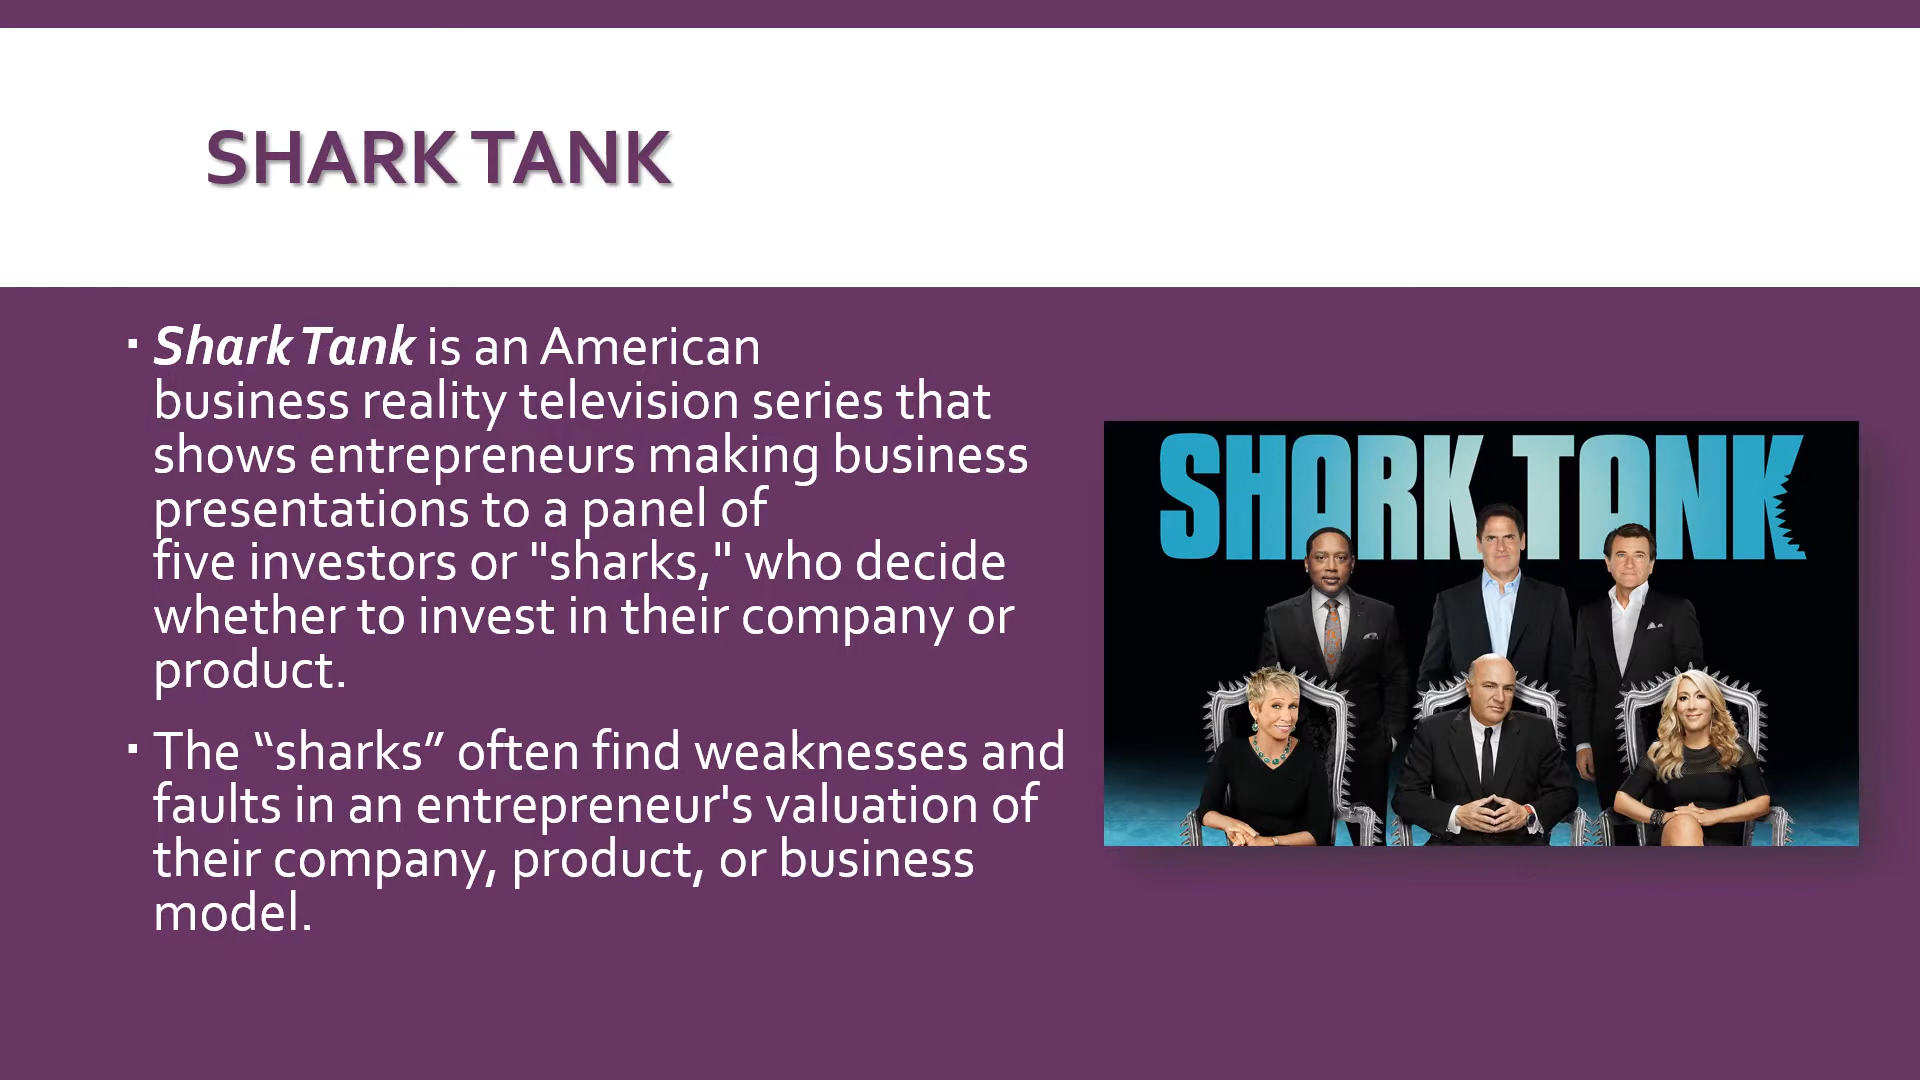 SHARK TANK
▪ Shark Tank is an American
business reality television series that
shows entrepreneurs making business
presentations to a panel of
five investors or "sharks," who decide
whether to invest in their company or
product.
▪ The “sharks” often find weaknesses and
faults in an entrepreneur's valuation of
their company, product, or business
model.
SHARK TANK